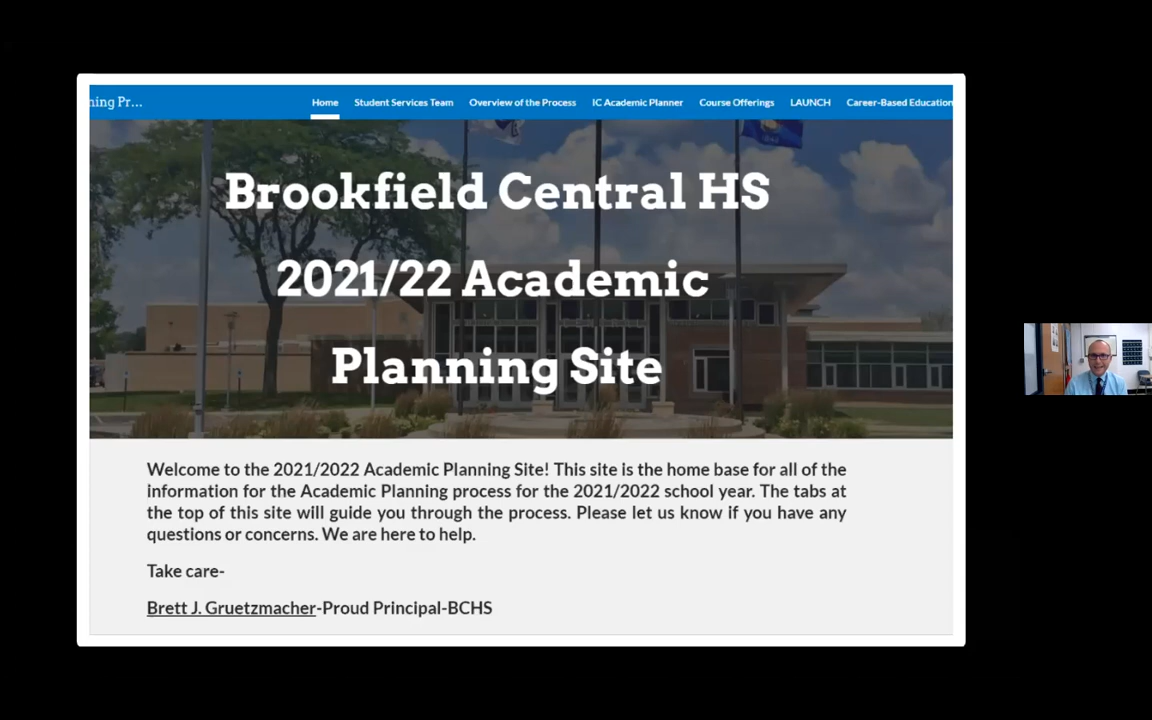 ning Pr...
Home
Student Services Team
Overview of the Process
IC Academic Planner
Course Offerings
LAUNCH
Career-Based Education
Brookfield Central HS
2021/22 Academic
Planning Site
Welcome to the 2021/2022 Academic Planning Site! This site is the home base for all of the
information for the Academic Planning process for the 2021/2022 school year. The tabs at
the top of this site will guide you through the process. Please let us know if you have any
questions or concerns. We are here to help.
Take care-
Brett J. Gruetzmacher-Proud Principal-BCHS